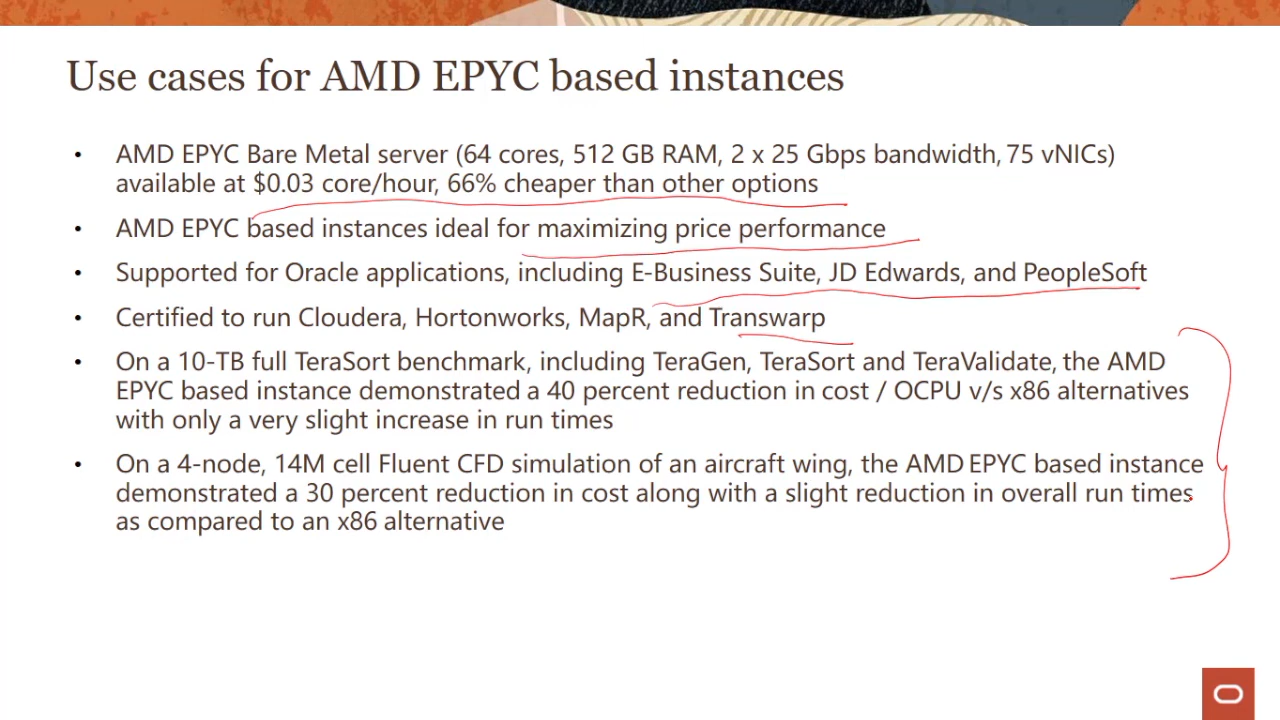 Use cases for AMD EPYC based instances
• AMD EPYC Bare Metal server (64 cores, 512 GB RAM, 2 x 25 Gbps bandwidth, 75 vNICs)
available at $0.03 core/hour, 66% cheaper than other options
• AMD EPYC based instances ideal for maximizing price performance
• Supported for Oracle applications, including E-Business Suite, JD Edwards, and PeopleSoft
• Certified to run Cloudera, Hortonworks, MapR, and Transwarp
• On a 10-TB full TeraSort benchmark, including TeraGen, TeraSort and TeraValidate, the AMD
EPYC based instance demonstrated a 40 percent reduction in cost / OCPU v/s x86 alternatives
with only a very slight increase in run times
• On a 4-node, 14M cell Fluent CFD simulation of an aircraft wing, the AMD EPYC based instance
demonstrated a 30 percent reduction in cost along with a slight reduction in overall run times
as compared to an x86 alternative